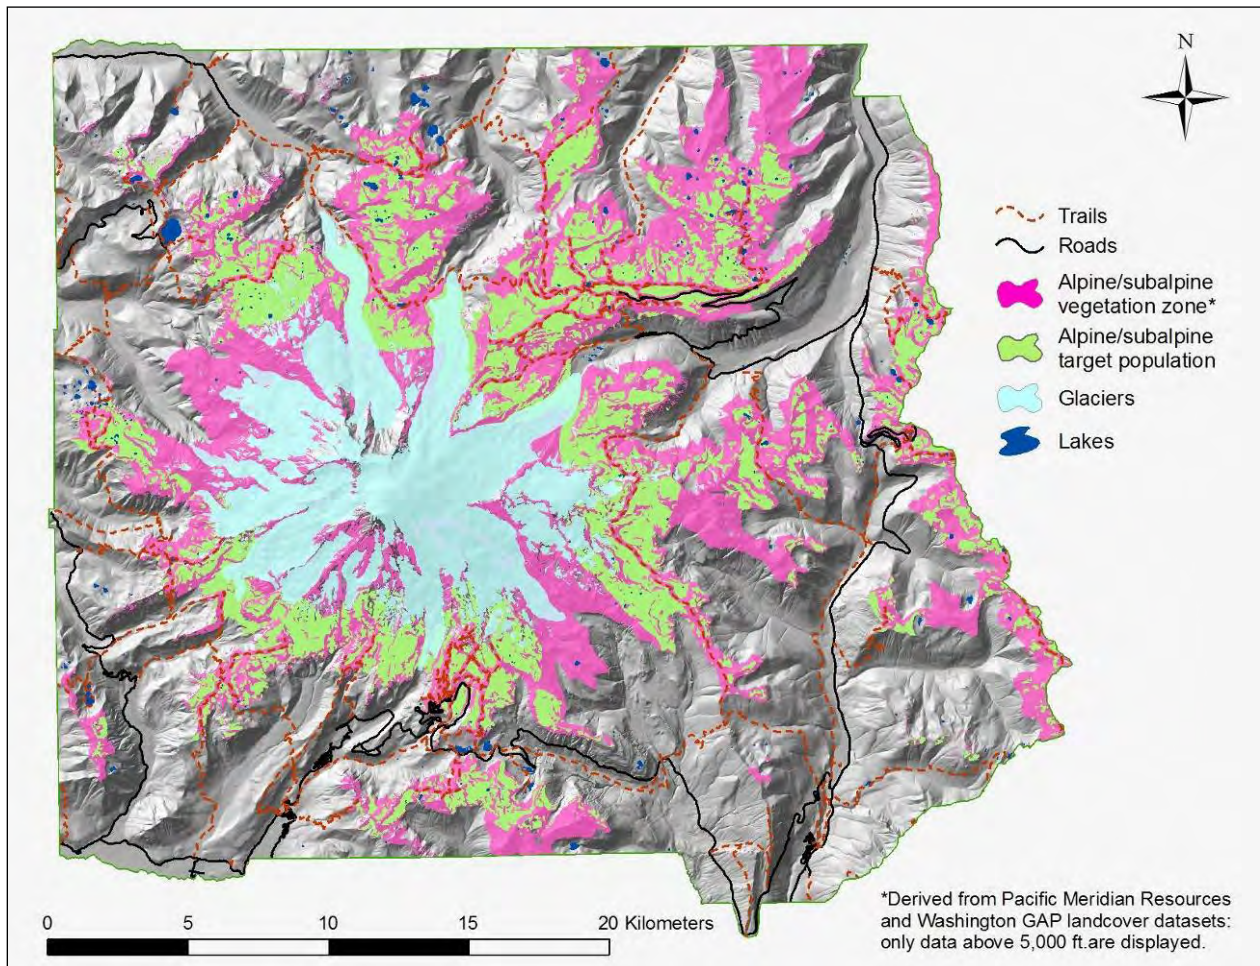 N
Trails
Roads
Alpine/subalpine
vegetation zone*
Alpine/subalpine
target population
Glaciers
Lakes
*Derived from Pacific Meridian Resources
and Washington GAP landcover datasets:
only data above 5,000 ft.are displayed.
0 5 10 15 20 Kilometers